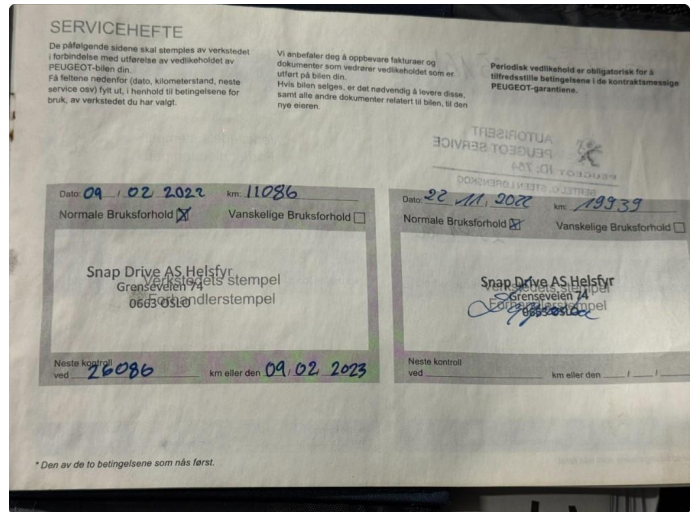 SERVICEHEFTE
De påfølgende sidene skal stemples av verkstedet
i forbindelse med utførelse av vedlikeholdet av
PEUGEOT-bilen din.
Få feltene nedenfor (dato, kilometerstand, neste
service osv) fylt ut, i henhold til betingelsene for
bruk, av verkstedet du har valgt.
Vi anbefaler deg å oppbevare fakturaer og
dokumenter som vedrører vedlikeholdet som er
utført på bilen din.
Hvis bilen selges, er det nødvendig å levere disse,
samt alle andre dokumenter relatert til bilen, til den
nye eieren.
Periodisk vedlikehold er obligatorisk for å
tilfredsstille betingelsene i de kontraktsmessige
PEUGEOT-garantiene.
AUTORISERT
PEUGEOT SERVICE
PEUGEOT ID: 764
Dato: 09 / 02 2022 km: 11086
Normale Bruksforhold Vanskelige Bruksforhold
Snap Drive AS Helsfyr
Verkstedets stempel
Grenseveien 74
Forhandlerstempel
0663 OSLO
Neste kontroll
ved 26086 km eller den 09/02 2023
Dato: 22 11, 2022 km: 19939
Normale Bruksforhold Vanskelige Bruksforhold
Snap Drive AS Helsfyr
Verkstedets stempel
Grenseveien 74
Forhandlerstempel
0663 OSLO
Neste kontroll
ved km eller den / /
* Den av de to betingelsene som nås først.